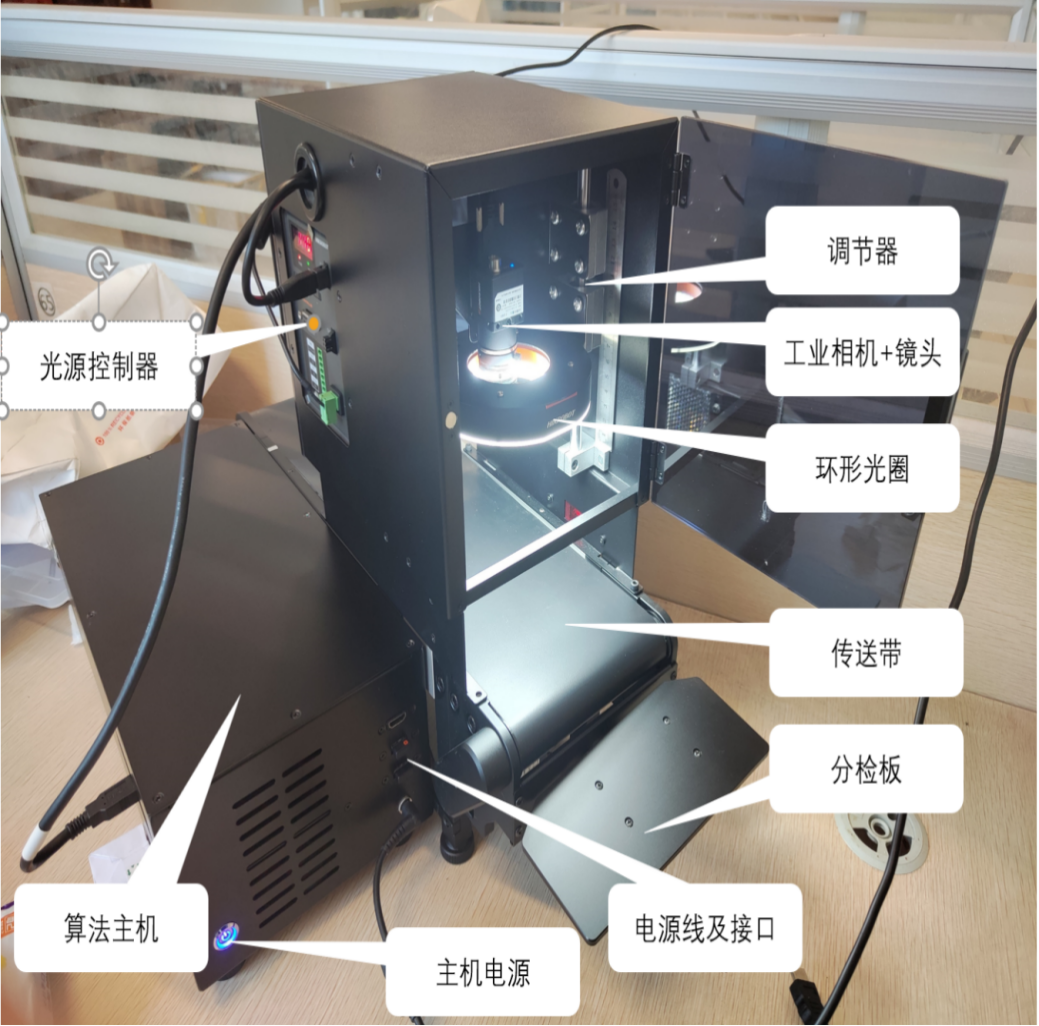 调节器
工业相机+镜头
光源控制器
环形光圈
传送带
分检板
算法主机
电源线及接口
主机电源